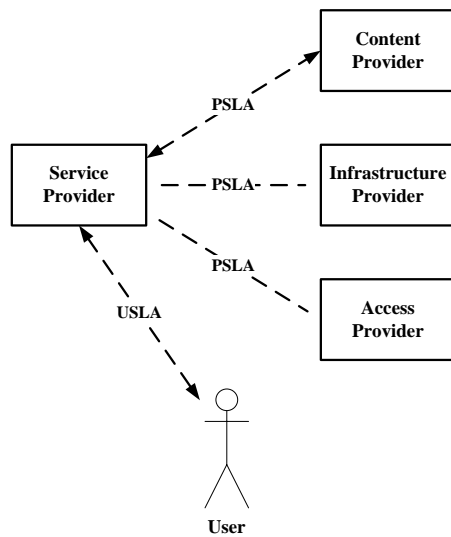 Content
Provider
PSLA
Service
Provider
PSLA
Infrastructure
Provider
PSLA
Access
Provider
USLA
User